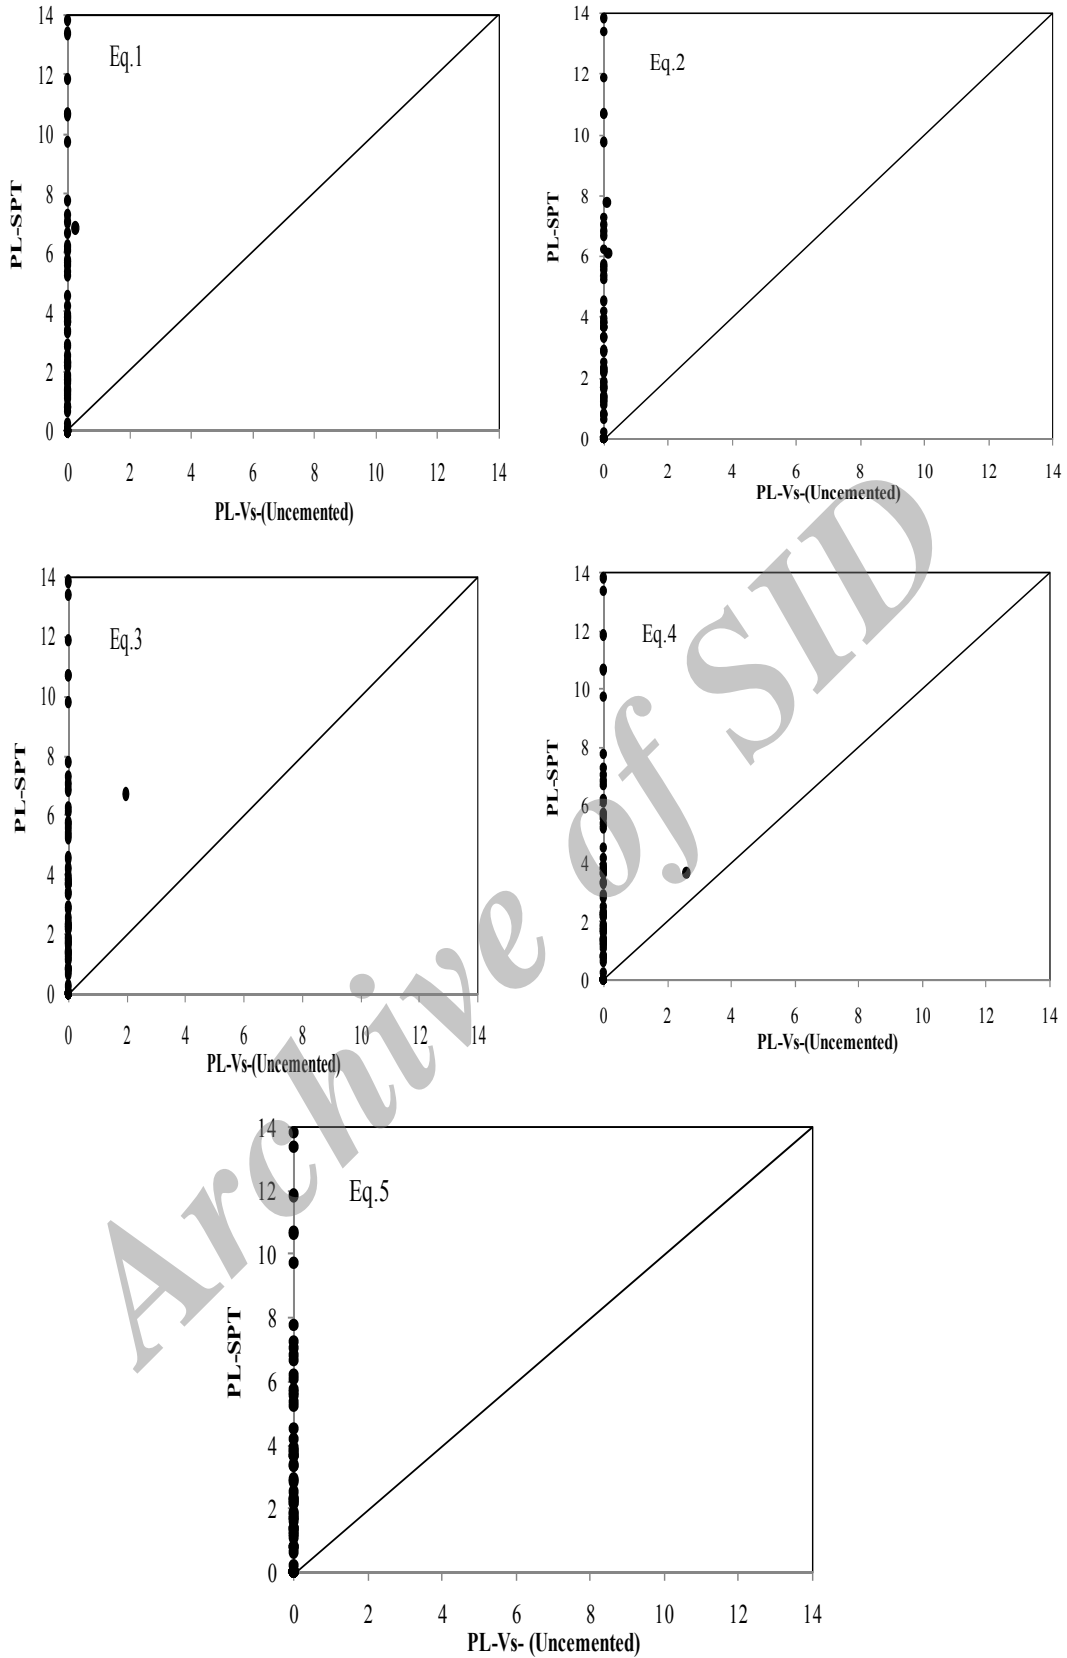 14
12
10
8
6
4
2
0
Eq.1
PL-SPT
0 2 4 6 8 10 12 14
PL-Vs-(Uncemented)
14
12
10
8
6
4
2
0
Eq.2
PL-SPT
0 2 4 6 8 10 12 14
PL-Vs-(Uncemented)
14
12
10
8
6
4
2
0
Eq.3
PL-SPT
0 2 4 6 8 10 12 14
PL-Vs-(Uncemented)
14
12
10
8
6
4
2
0
Eq.4
PL-SPT
0 2 4 6 8 10 12 14
PL-Vs-(Uncemented)
14
12
10
8
6
4
2
0
Eq.5
PL-SPT
0 2 4 6 8 10 12 14
PL-Vs- (Uncemented)
Archive of SID